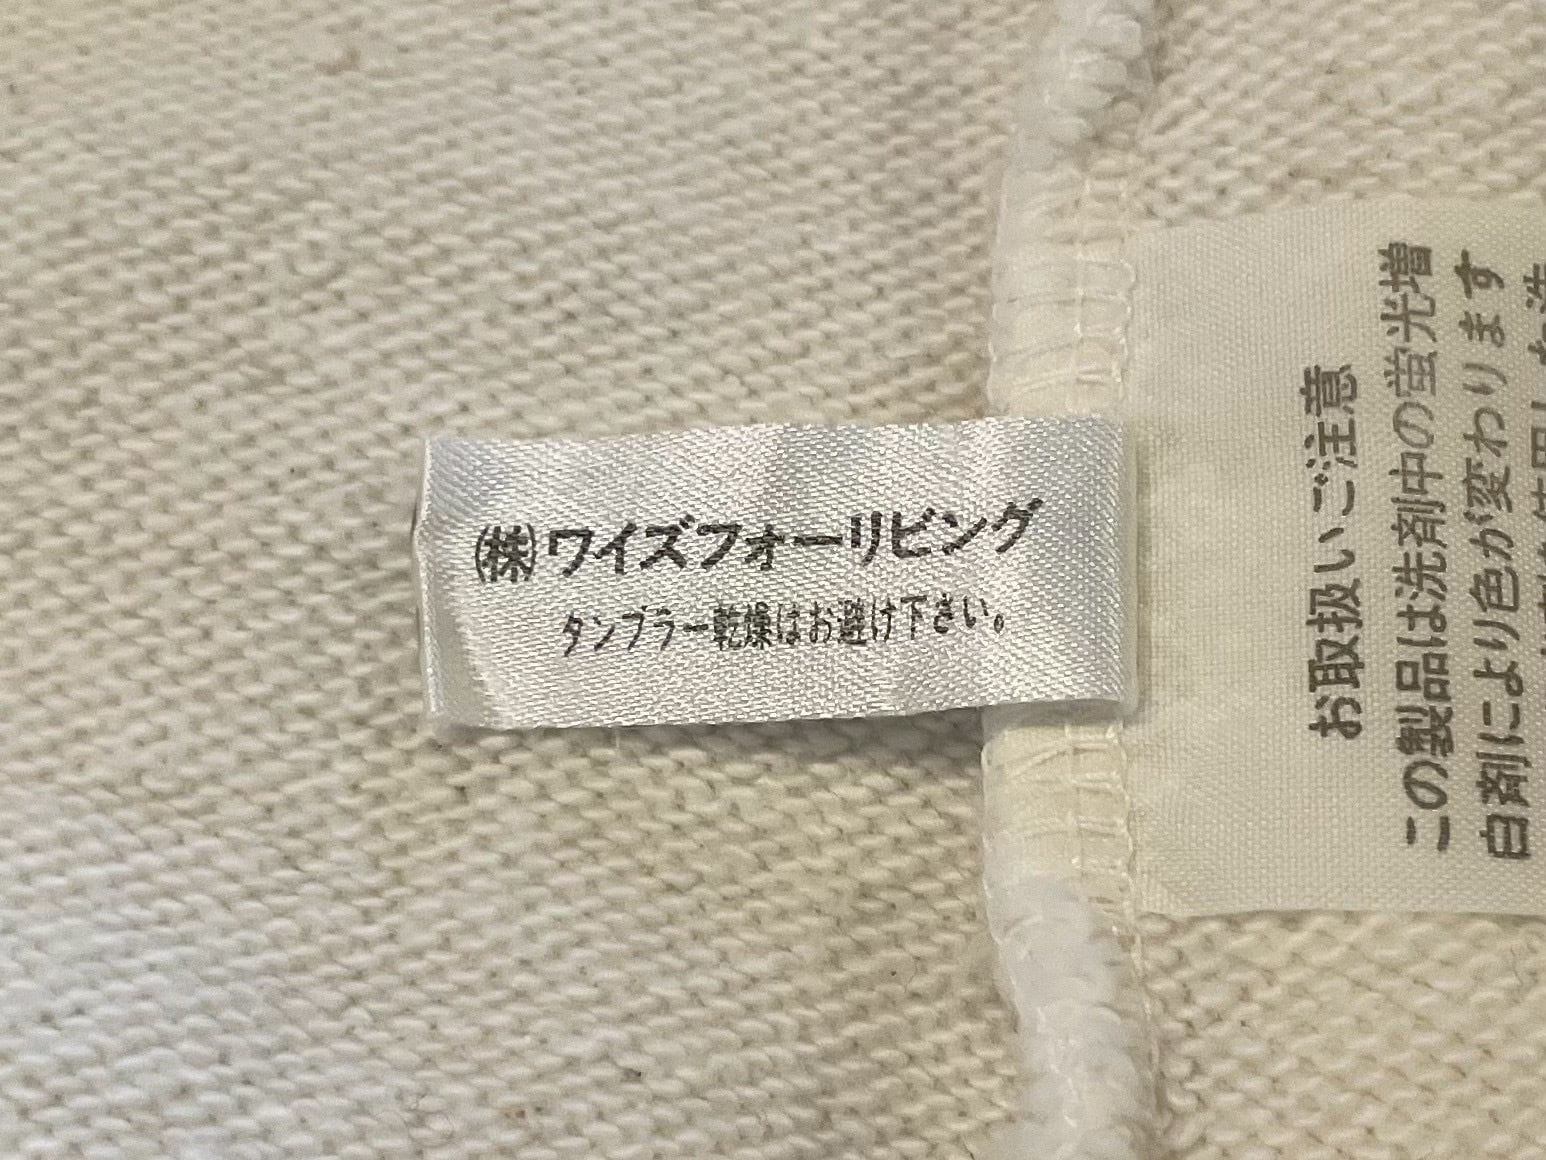 ㈱ワイズフォーリビング
タンブラー乾燥はお避け下さい。
お取扱いご注意
この製品は洗剤中の蛍光増
白剤により色が変わります